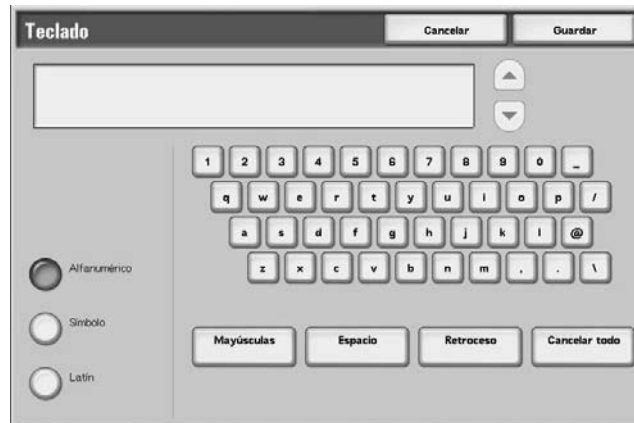 Teclado Cancelar Guardar
1 2 3 4 5 6 7 8 9 0 _
q w e r t y u i o p /
a s d f g h j k l @
Alfanumérico
z x c v b n m , . \
Símbolo
Mayúsculas Espacio Retroceso Cancelar todo
Latín